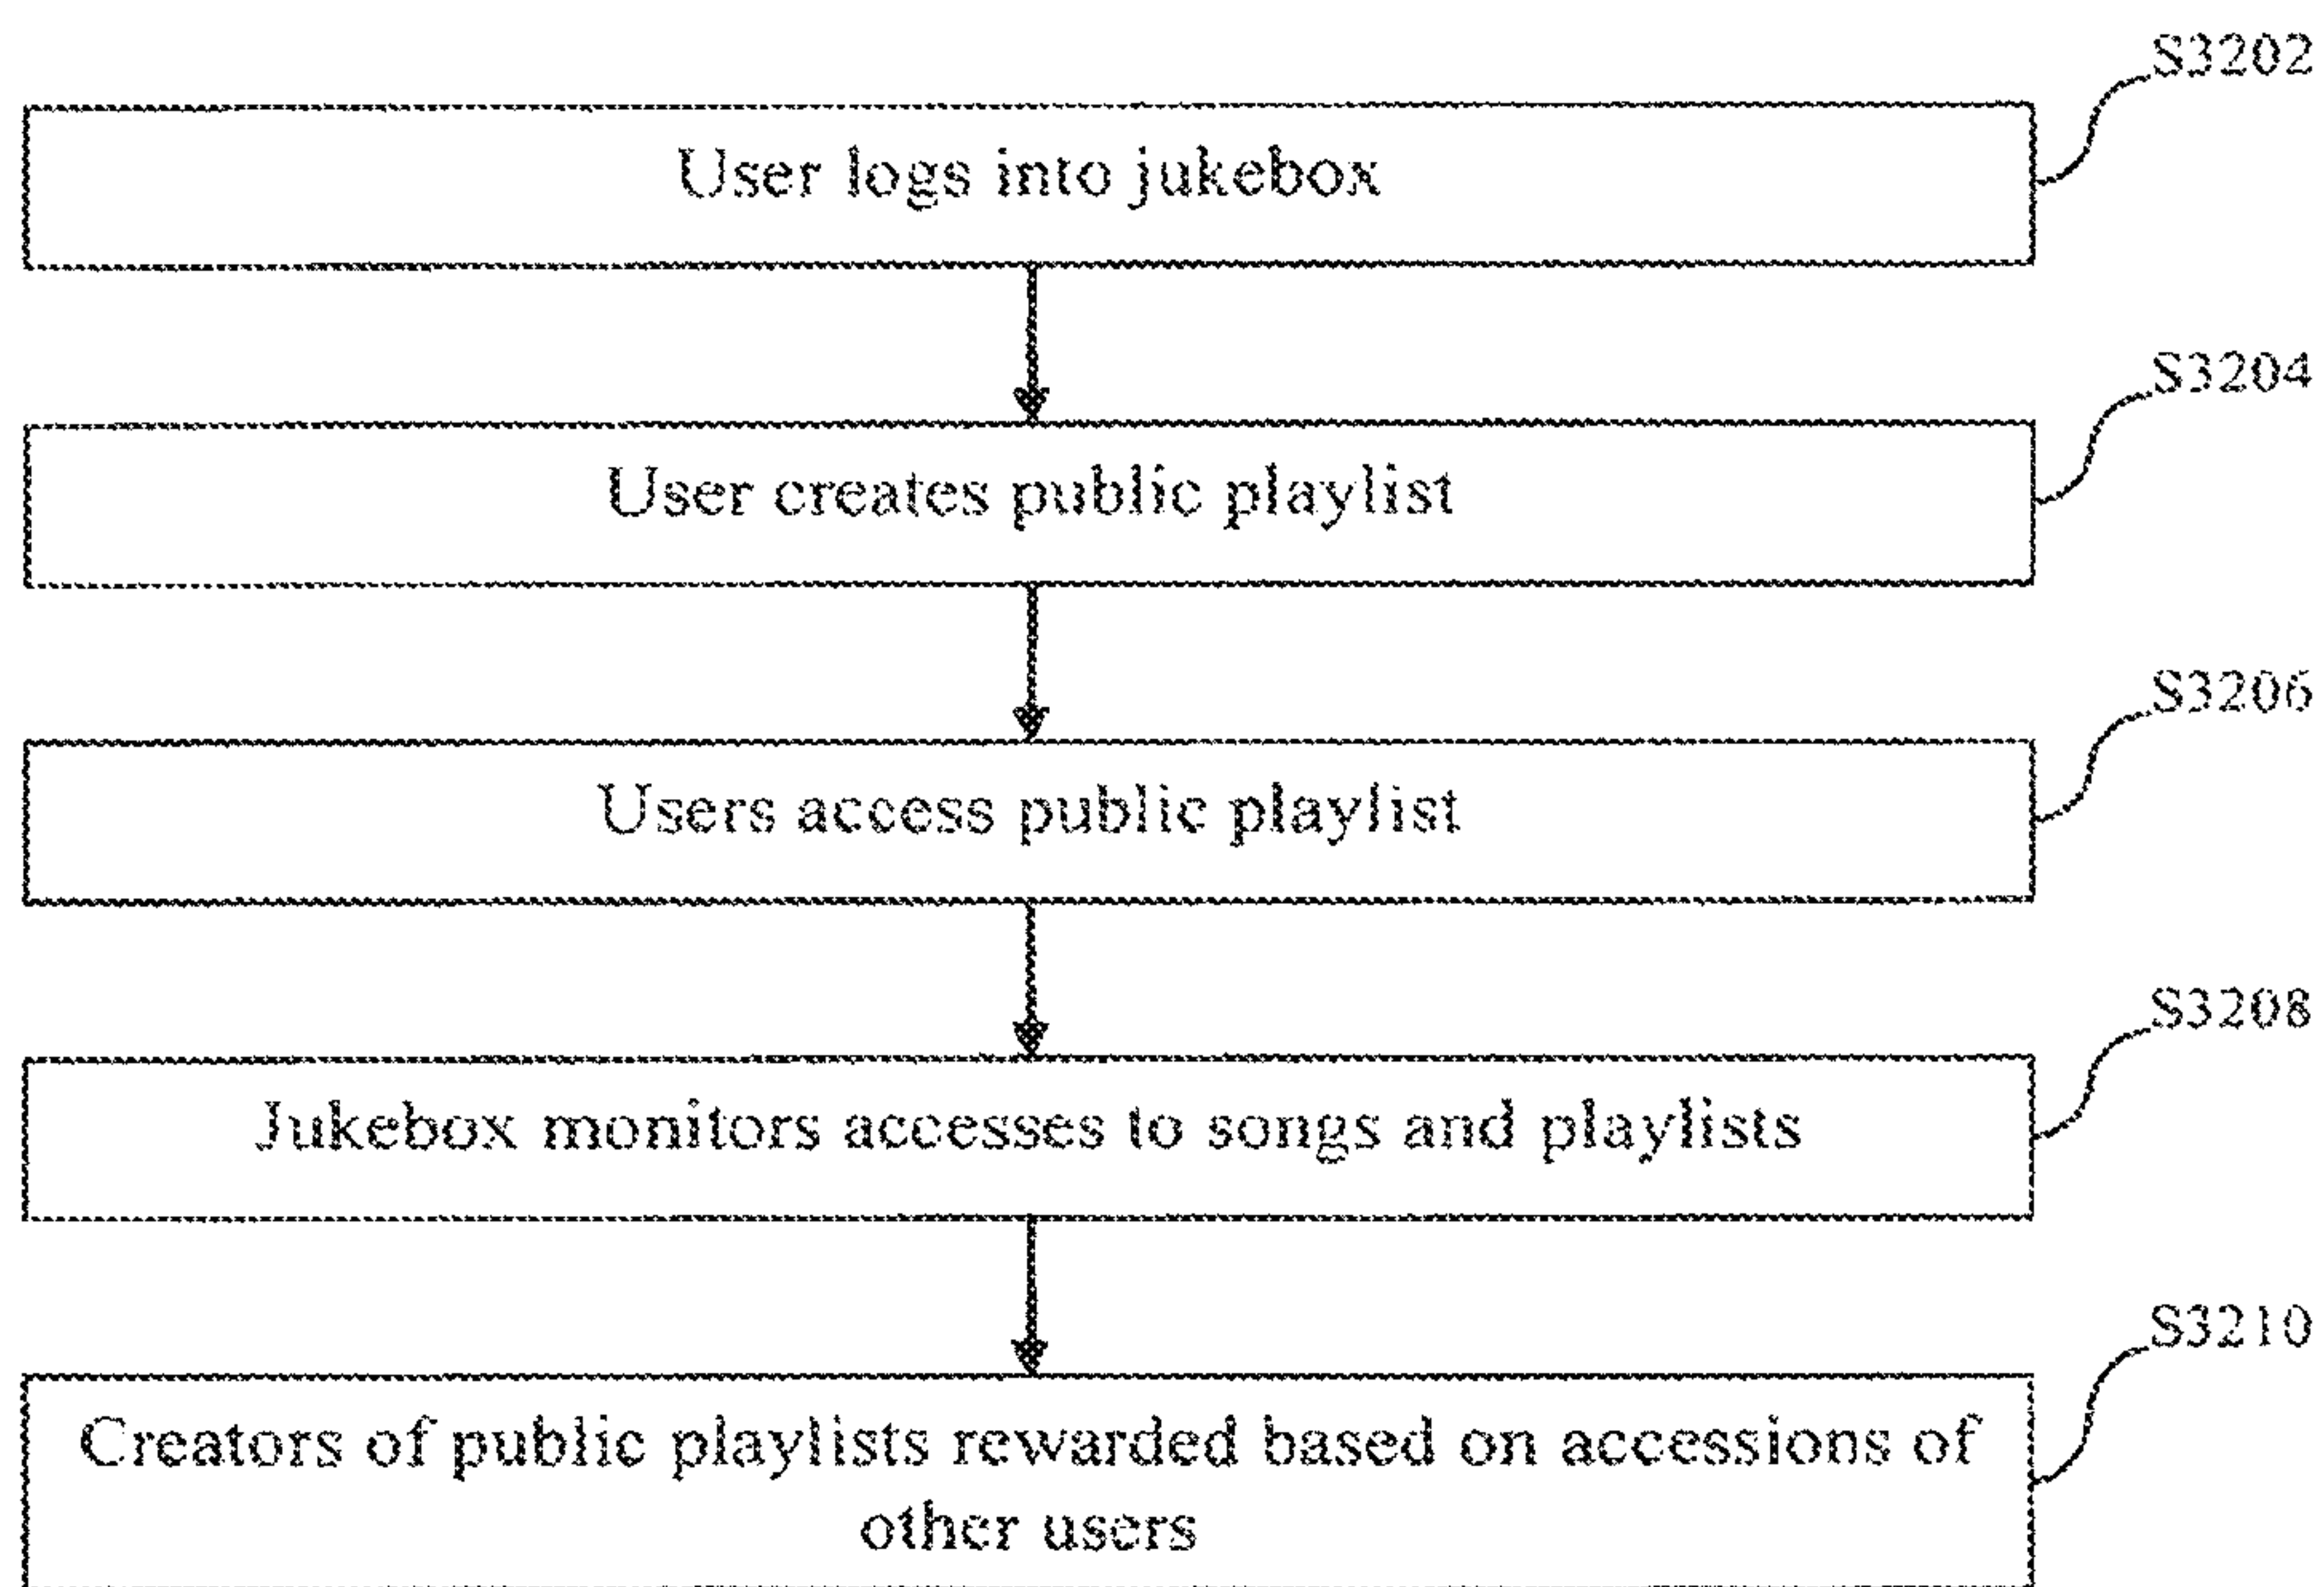 S3202
User logs into jukebox
S3204
User creates public playlist
S3206
Users access public playlist
S3208
Jukebox monitors accesses to songs and playlists
S3210
Creators of public playlists rewarded based on accessions of
other users